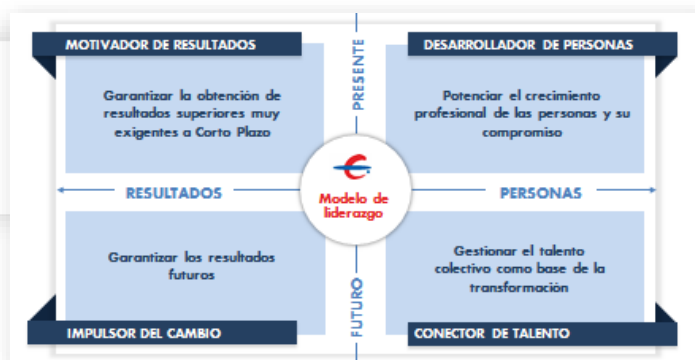 MOTIVADOR DE RESULTADOS
Garantizar la obtención de
resultados superiores muy
exigentes a Corto Plazo
PRESENTE
DESARROLLADOR DE PERSONAS
Potenciar el crecimiento
profesional de las personas y su
compromiso
RESULTADOS
Modelo de
liderazgo
PERSONAS
Garantizar los resultados
futuros
IMPULSOR DEL CAMBIO
FUTURO
Gestionar el talento
colectivo como base de la
transformación
CONECTOR DE TALENTO